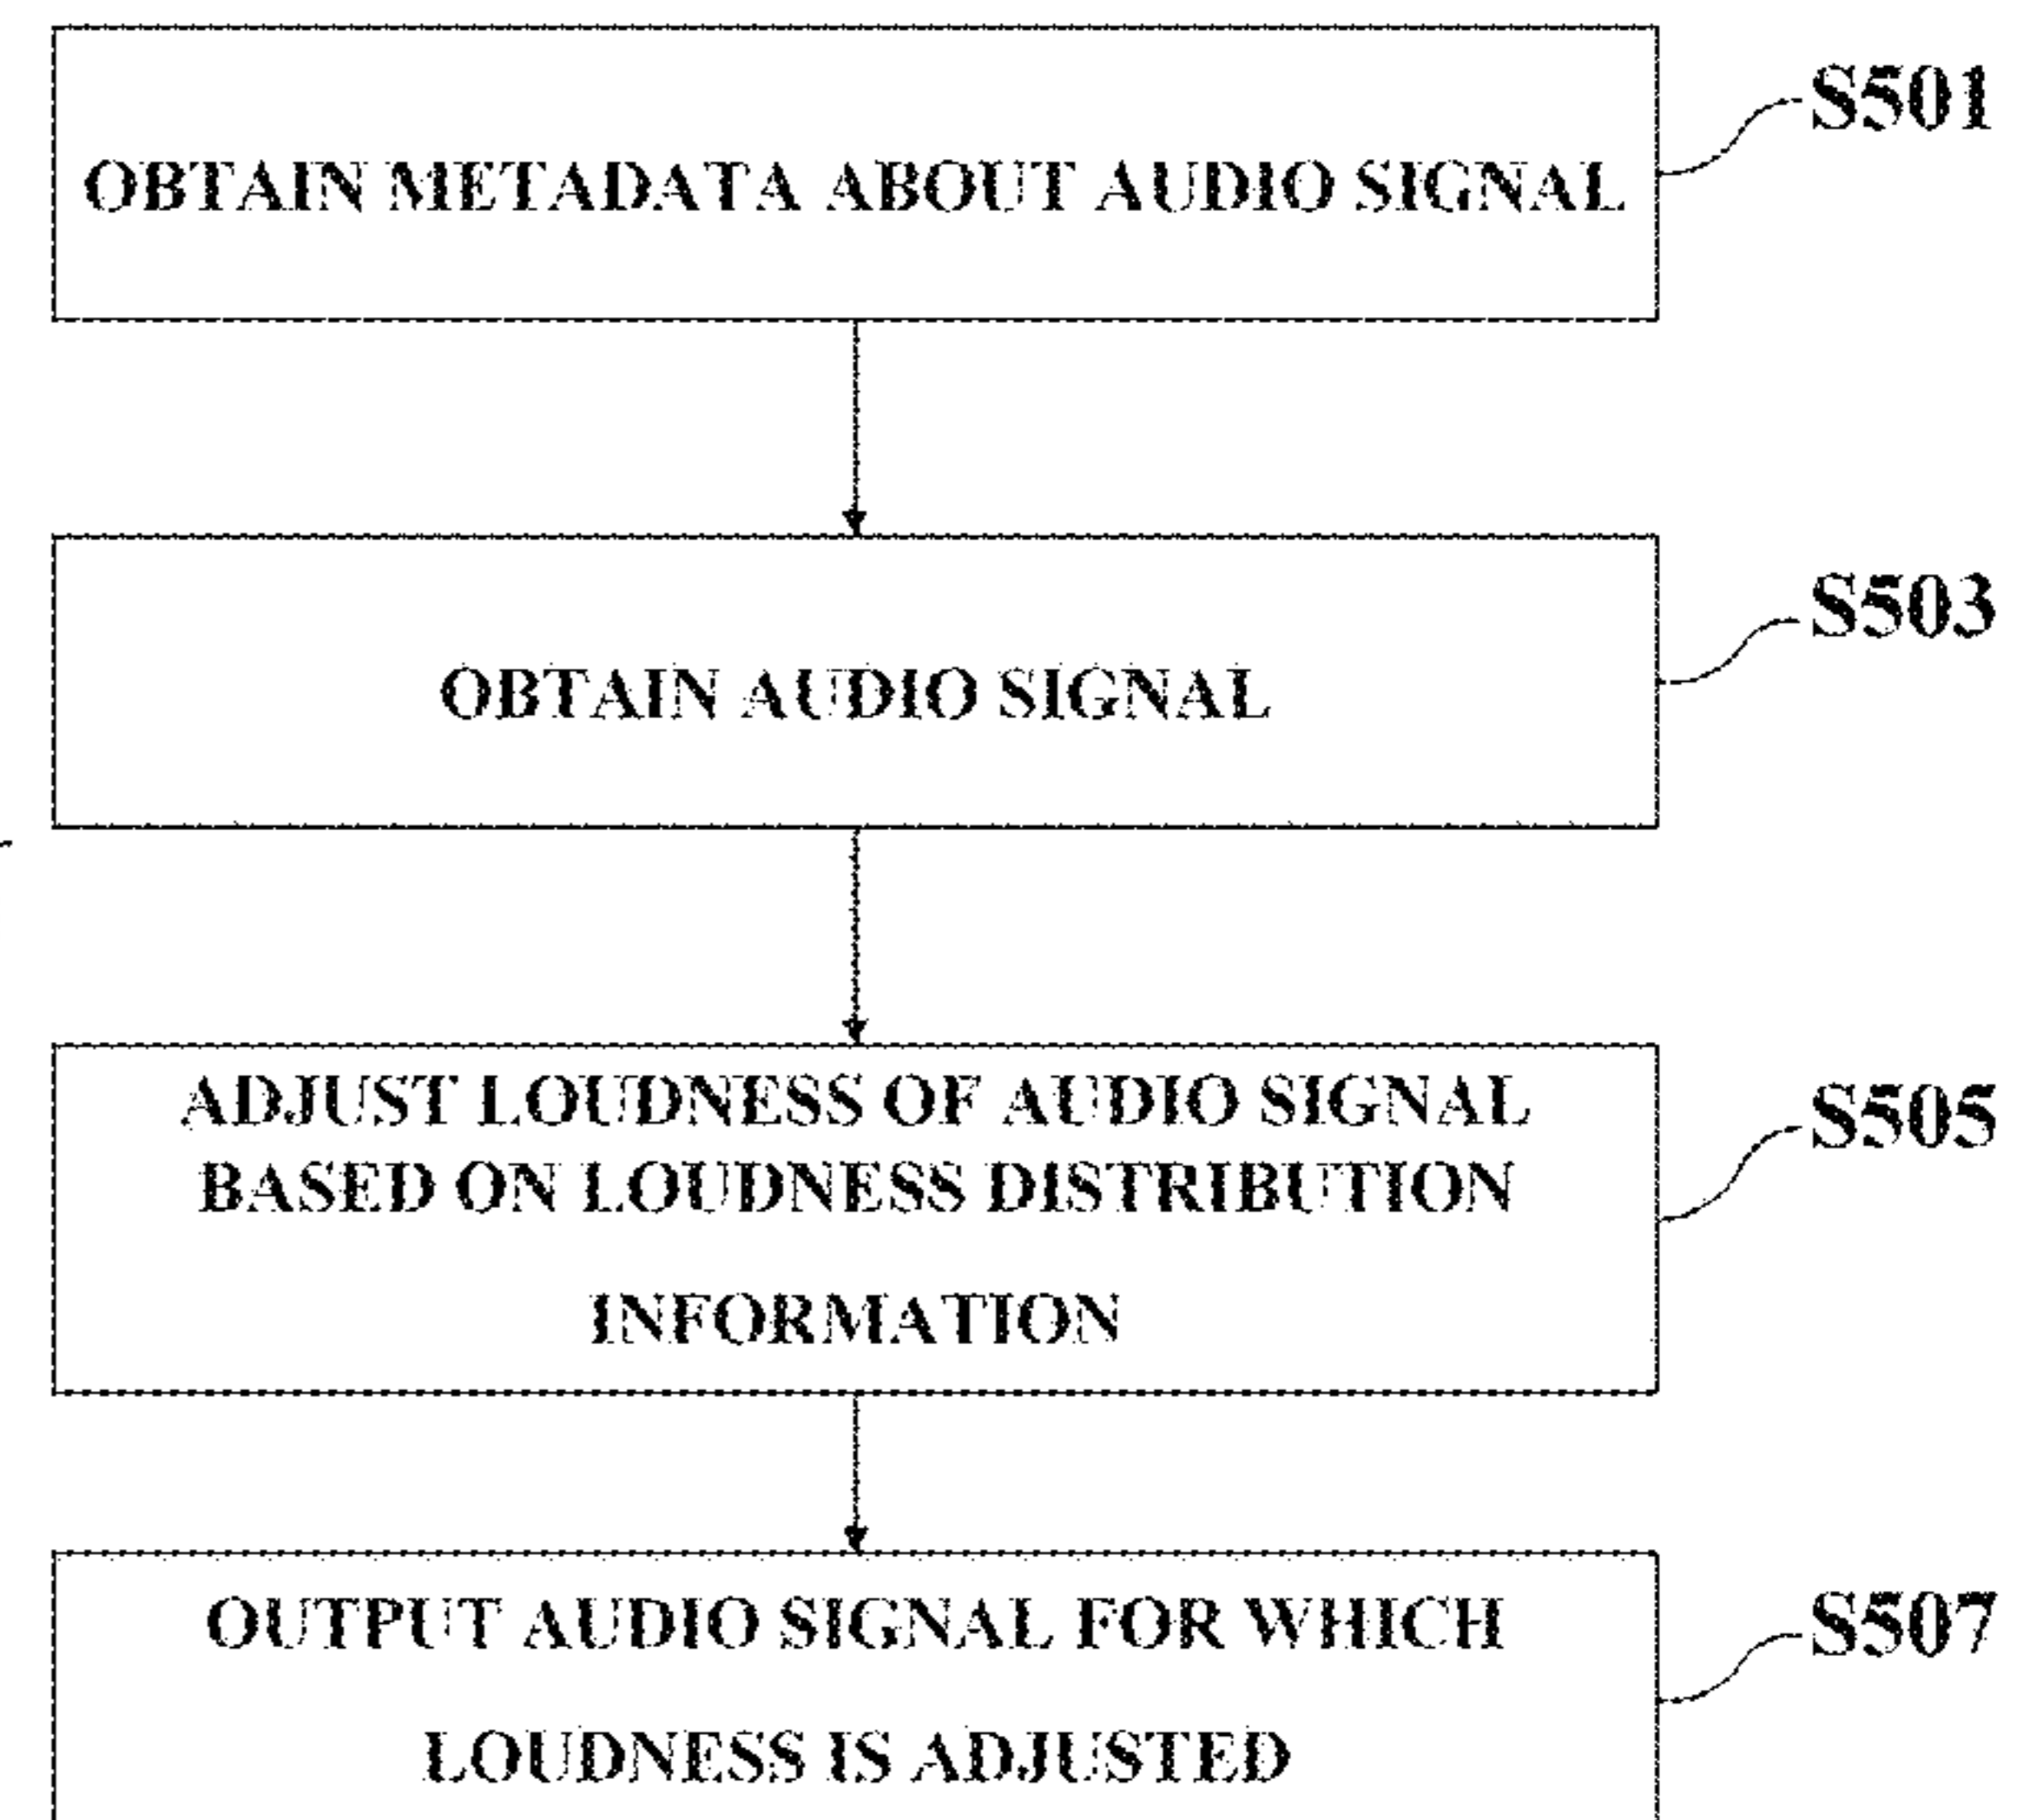 S501
OBTAIN METADATA ABOUT AUDIO SIGNAL
S503
OBTAIN AUDIO SIGNAL
ADJUST LOUDNESS OF AUDIO SIGNAL
S505
BASED ON LOUDNESS DISTRIBUTION
INFORMATION
OUTPUT AUDIO SIGNAL FOR WHICH
S507
LOUDNESS IS ADJUSTED